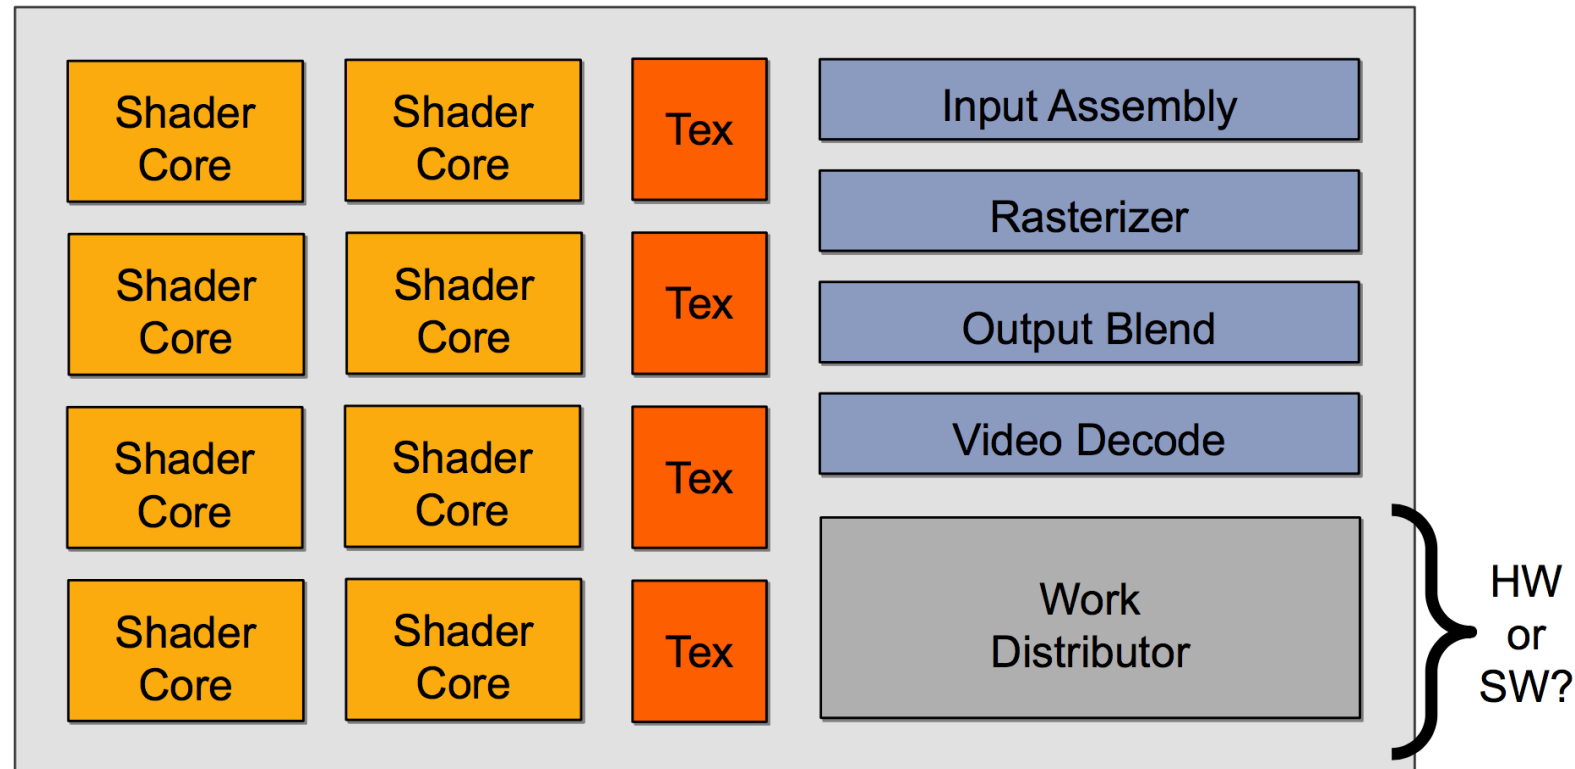 Shader
Core
Shader
Core
Tex
Input Assembly
Rasterizer
Shader
Core
Shader
Core
Tex
Output Blend
Video Decode
Shader
Core
Shader
Core
Tex
Work
Distributor
HW
or
SW?
Shader
Core
Shader
Core
Tex